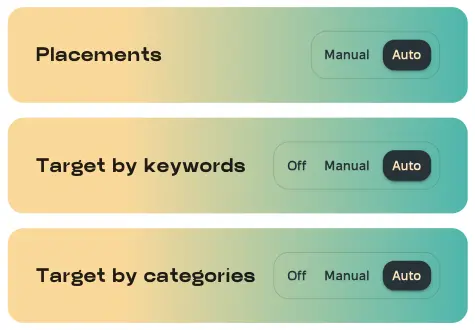 Placements Manual Auto
Target by keywords Off Manual Auto
Target by categories Off Manual Auto